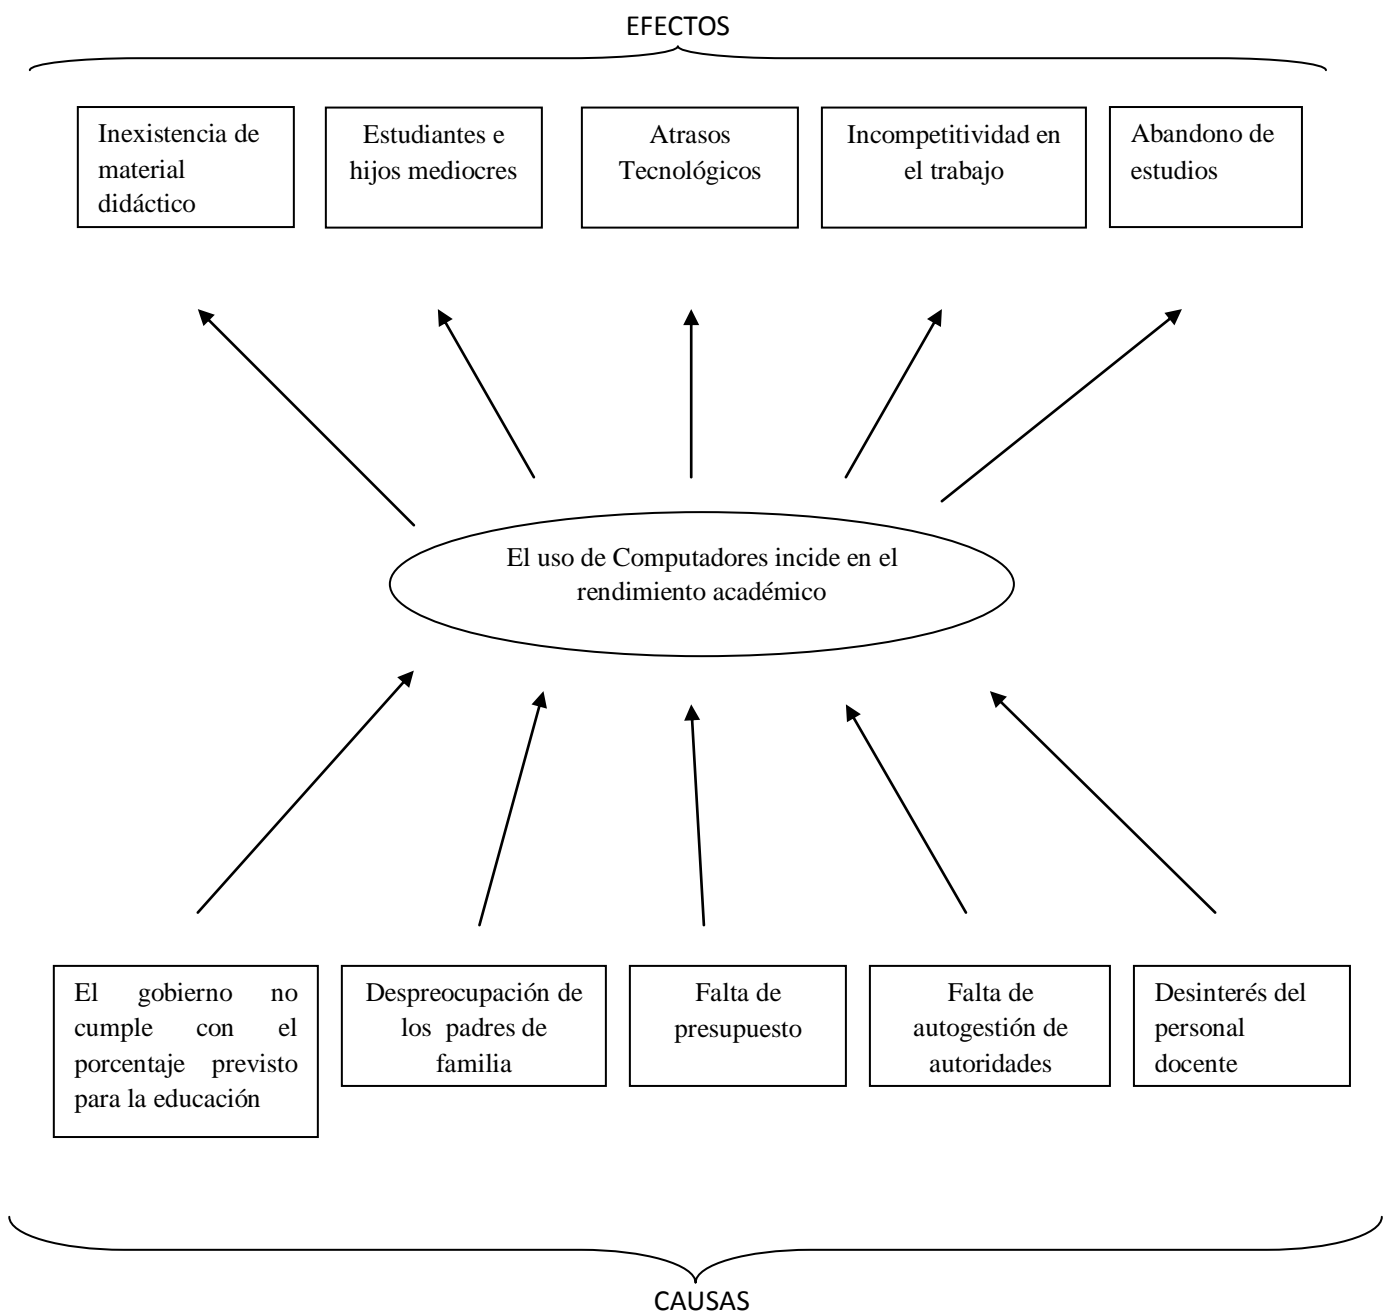 EFECTOS
Inexistencia de
material
didáctico
Estudiantes e
hijos mediocres
Atrasos
Tecnológicos
Incompetitividad en
el trabajo
Abandono de
estudios
El uso de Computadores incide en el
rendimiento académico
El gobierno no
cumple con el
porcentaje previsto
para la educación
Despreocupación de
los padres de
familia
Falta de
presupuesto
Falta de
autogestión de
autoridades
Desinterés del
personal
docente
CAUSAS